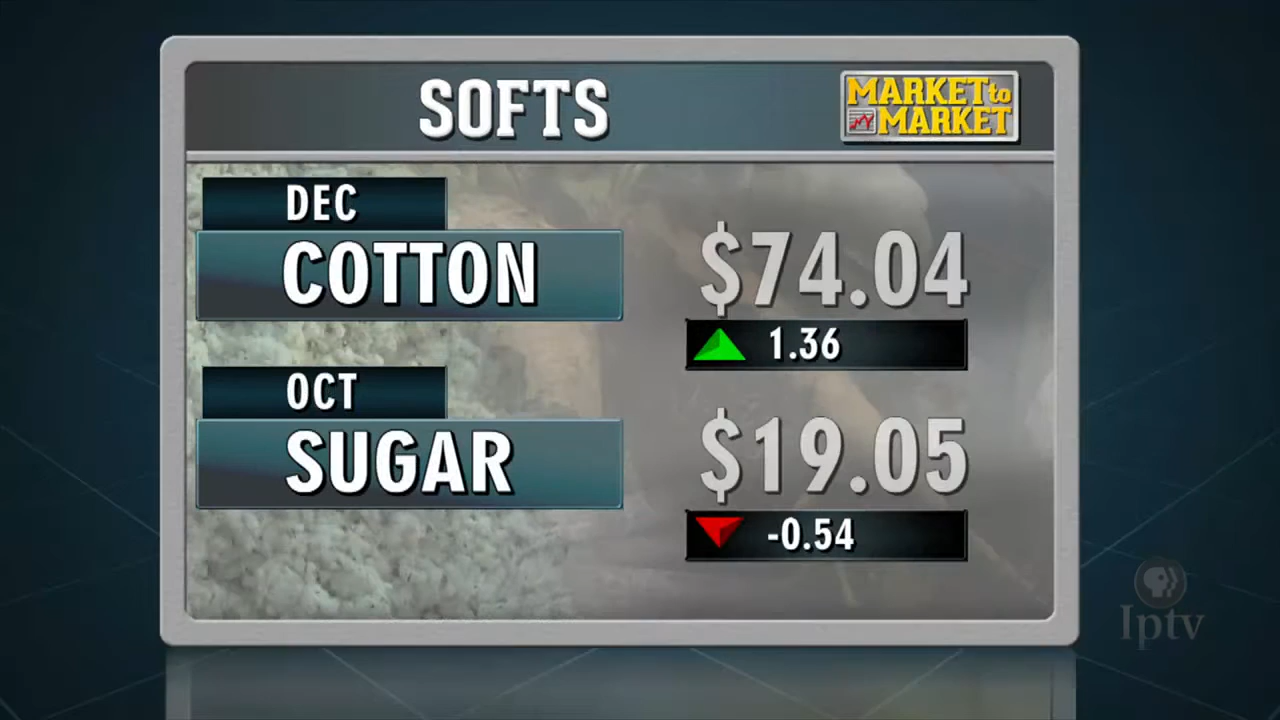 SOFTS
MARKET to
MARKET
DEC
COTTON
$74.04
1.36
OCT
SUGAR
$19.05
-0.54
Iptv